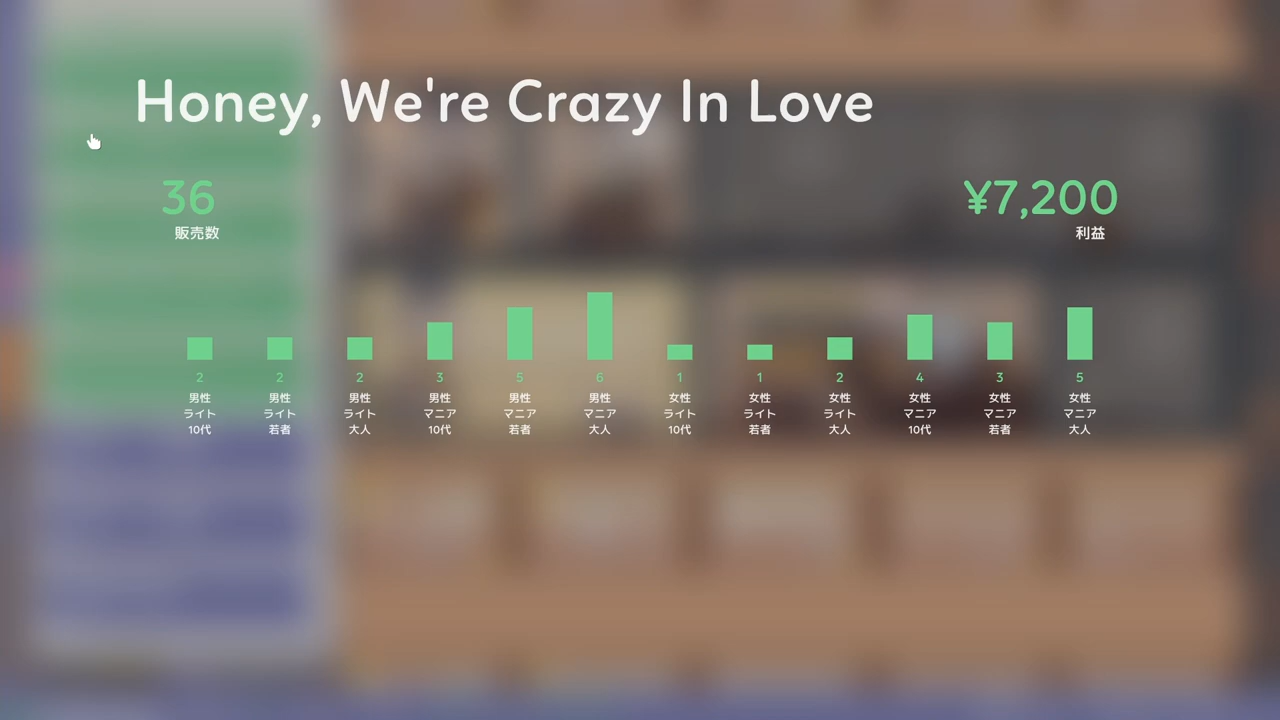 Honey, We're Crazy In Love
36
¥7,200
販売数
利益
2 2 2 3 5 6 1 1 2 4 3 5
男性 男性 男性 男性 男性 男性 女性 女性 女性 女性 女性 女性
ライト ライト ライト マニア マニア マニア ライト ライト ライト マニア マニア マニア
10代 若者 大人 10代 若者 大人 10代 若者 大人 10代 若者 大人